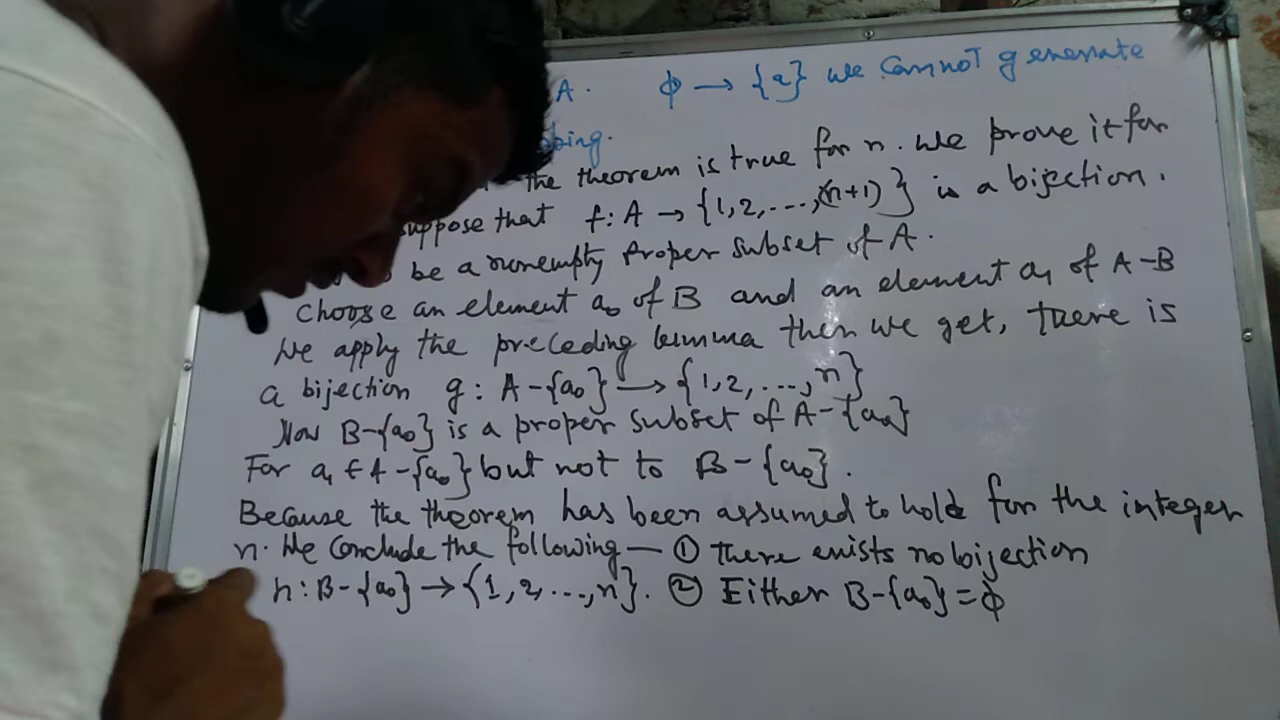 A. ϕ → {a} we cannot generate
the theorem is true for n. We prove it for
suppose that f: A → {1,2,....,(n+1)} is a bijection.
be a nonempty Proper subset of A.
Choose an element a₀ of B and an element a₁ of A-B
We apply the preceding lemma then we get, there is
a bijection g: A-{a₀} → {1,2,....,n}
Now B-{a₀} is a proper subset of A-{a₀}
For a₁ ∈ A-{a₀} but not to B-{a₀}.
Because the theorem has been assumed to hold for the integer
n. We Conclude the following — ① there exists no bijection
h: B-{a₀} → {1,2,...,n}. ② Either B-{a₀} = ϕ